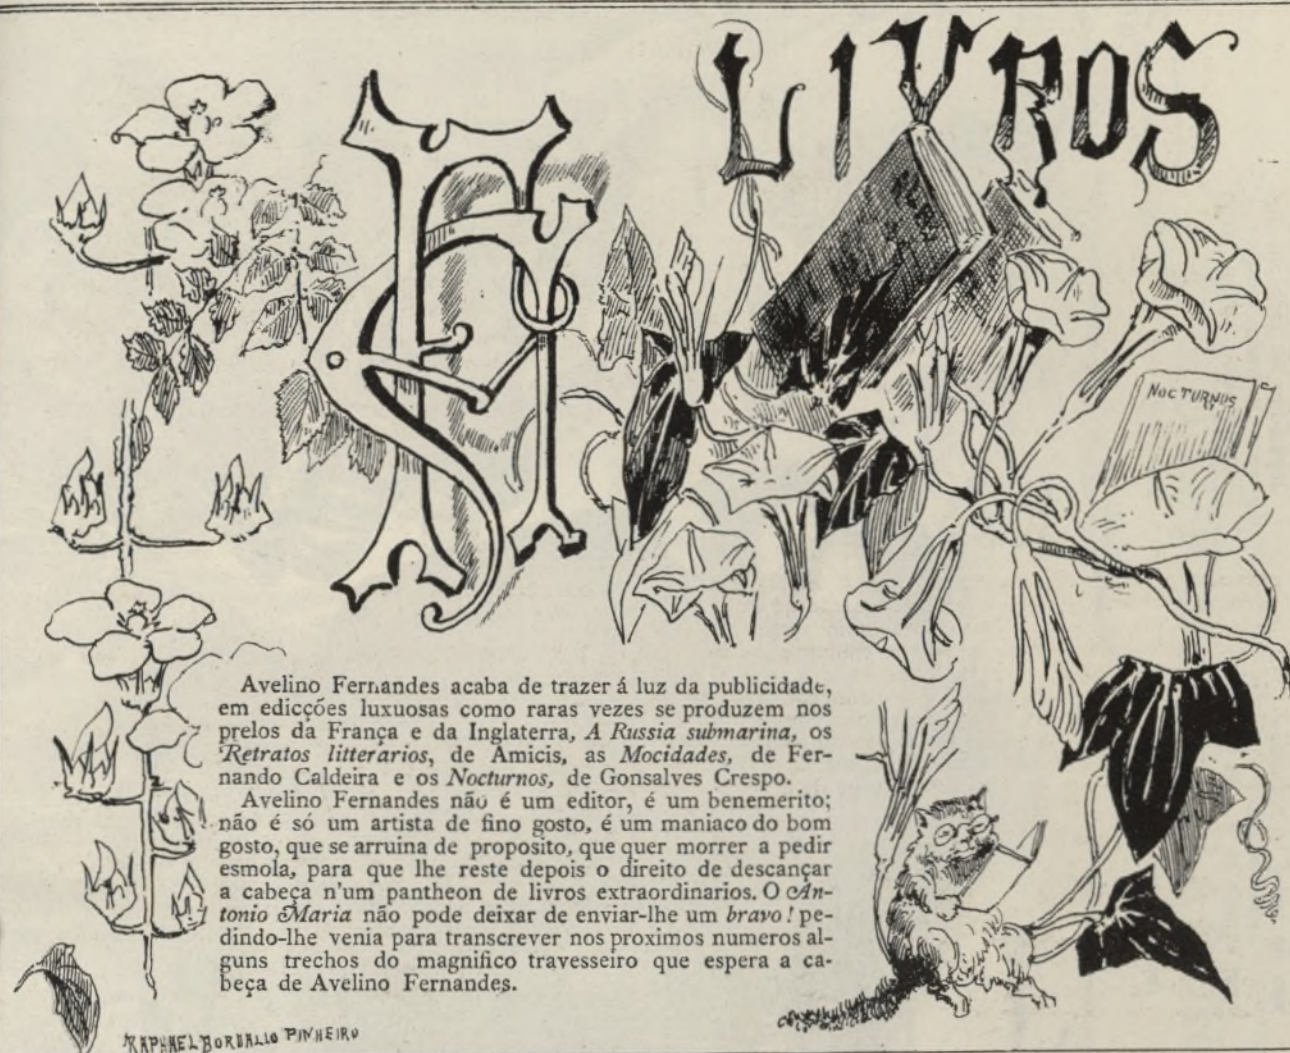 LIVROS
NOCTURNOS
Avelino Fernandes acaba de trazer á luz da publicidade,
em edicções luxuosas como raras vezes se produzem nos
prelos da França e da Inglaterra, A Russia submarina, os
Retratos litterarios, de Amicis, as Mocidades, de Fer-
nando Caldeira e os Nocturnos, de Gonsalves Crespo.
Avelino Fernandes não é um editor, é um benemerito;
não é só um artista de fino gosto, é um maniaco do bom
gosto, que se arruina de proposito, que quer morrer a pedir
esmola, para que lhe reste depois o direito de descançar
a cabeça n'um pantheon de livros extraordinarios. O An-
tonio Maria não pode deixar de enviar-lhe um bravo! pe-
dindo-lhe venia para transcrever nos proximos numeros al-
guns trechos do magnifico travesseiro que espera a ca-
beça de Avelino Fernandes.
RAPHAEL BORDALLO PINHEIRO